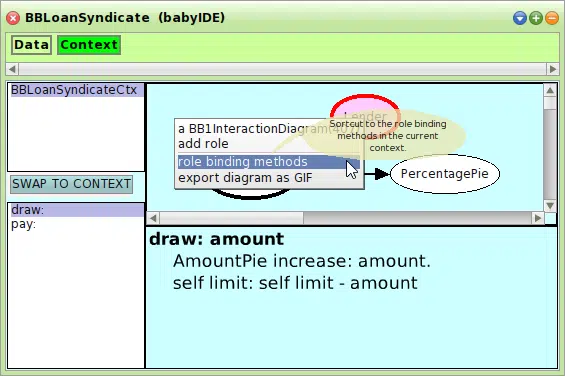 BBLoanSyndicate (babyIDE)
Data Context
BBLoanSyndicateCtx
SWAP TO CONTEXT
draw:
pay:
Lender
a BB1InteractionDiagram
add role
role binding methods
export diagram as GIF
Sortcut to the role binding
methods in the current
context.
PercentagePie
draw: amount
AmountPie increase: amount.
self limit: self limit - amount